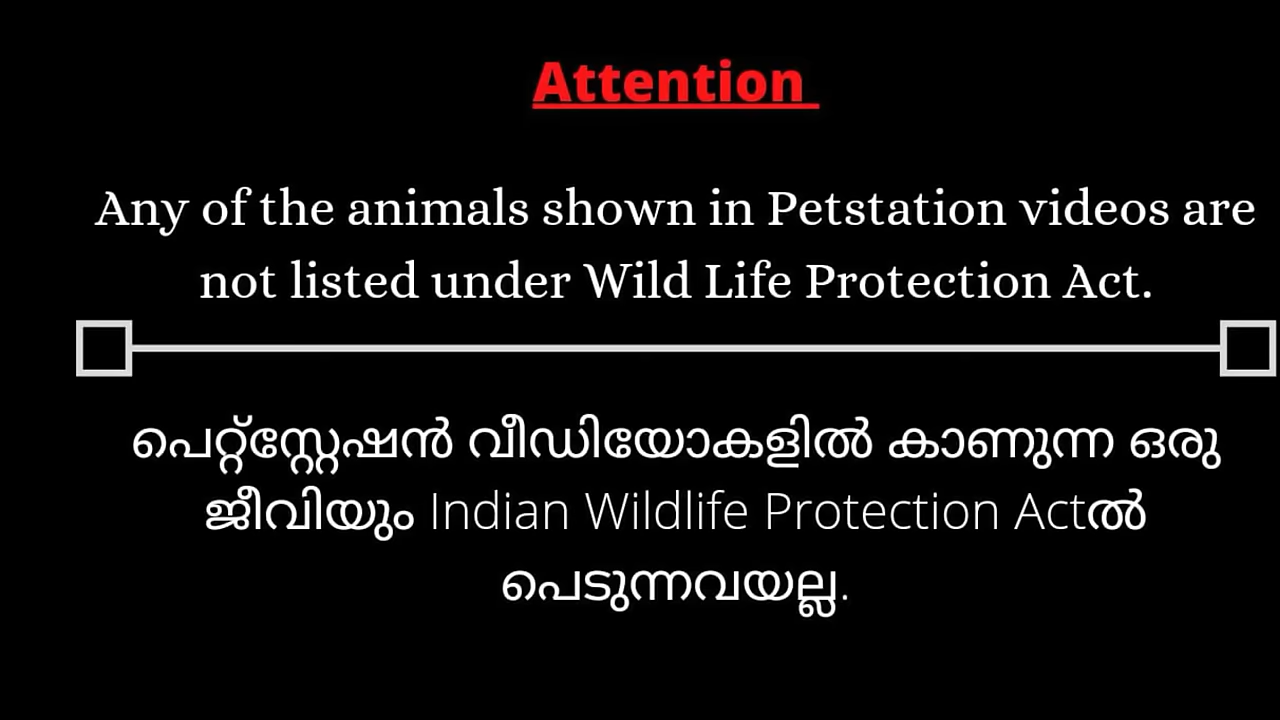 Attention
Any of the animals shown in Petstation videos are
not listed under Wild Life Protection Act.
പെറ്റ്സ്റ്റേഷൻ വീഡിയോകളിൽ കാണുന്ന ഒരു
ജീവിയും Indian Wildlife Protection Actൽ
പെടുന്നവയല്ല.